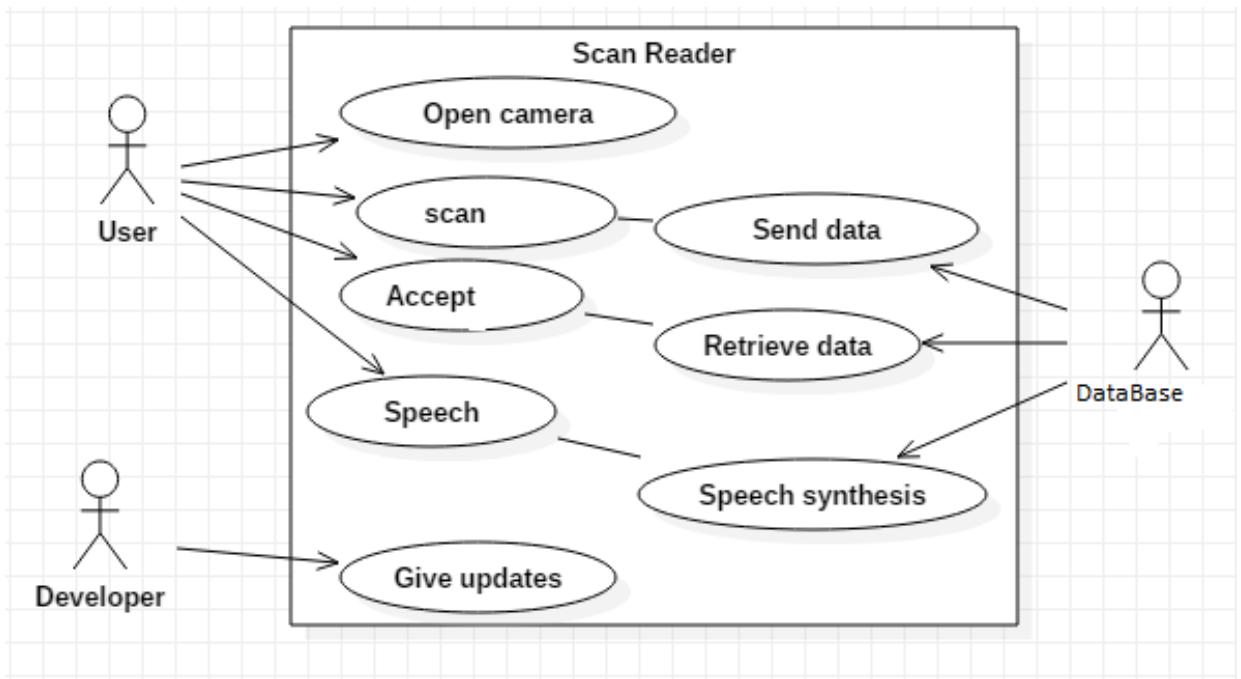 Scan Reader
Open camera
User
scan
Send data
Accept
Retrieve data
DataBase
Speech
Speech synthesis
Give updates
Developer